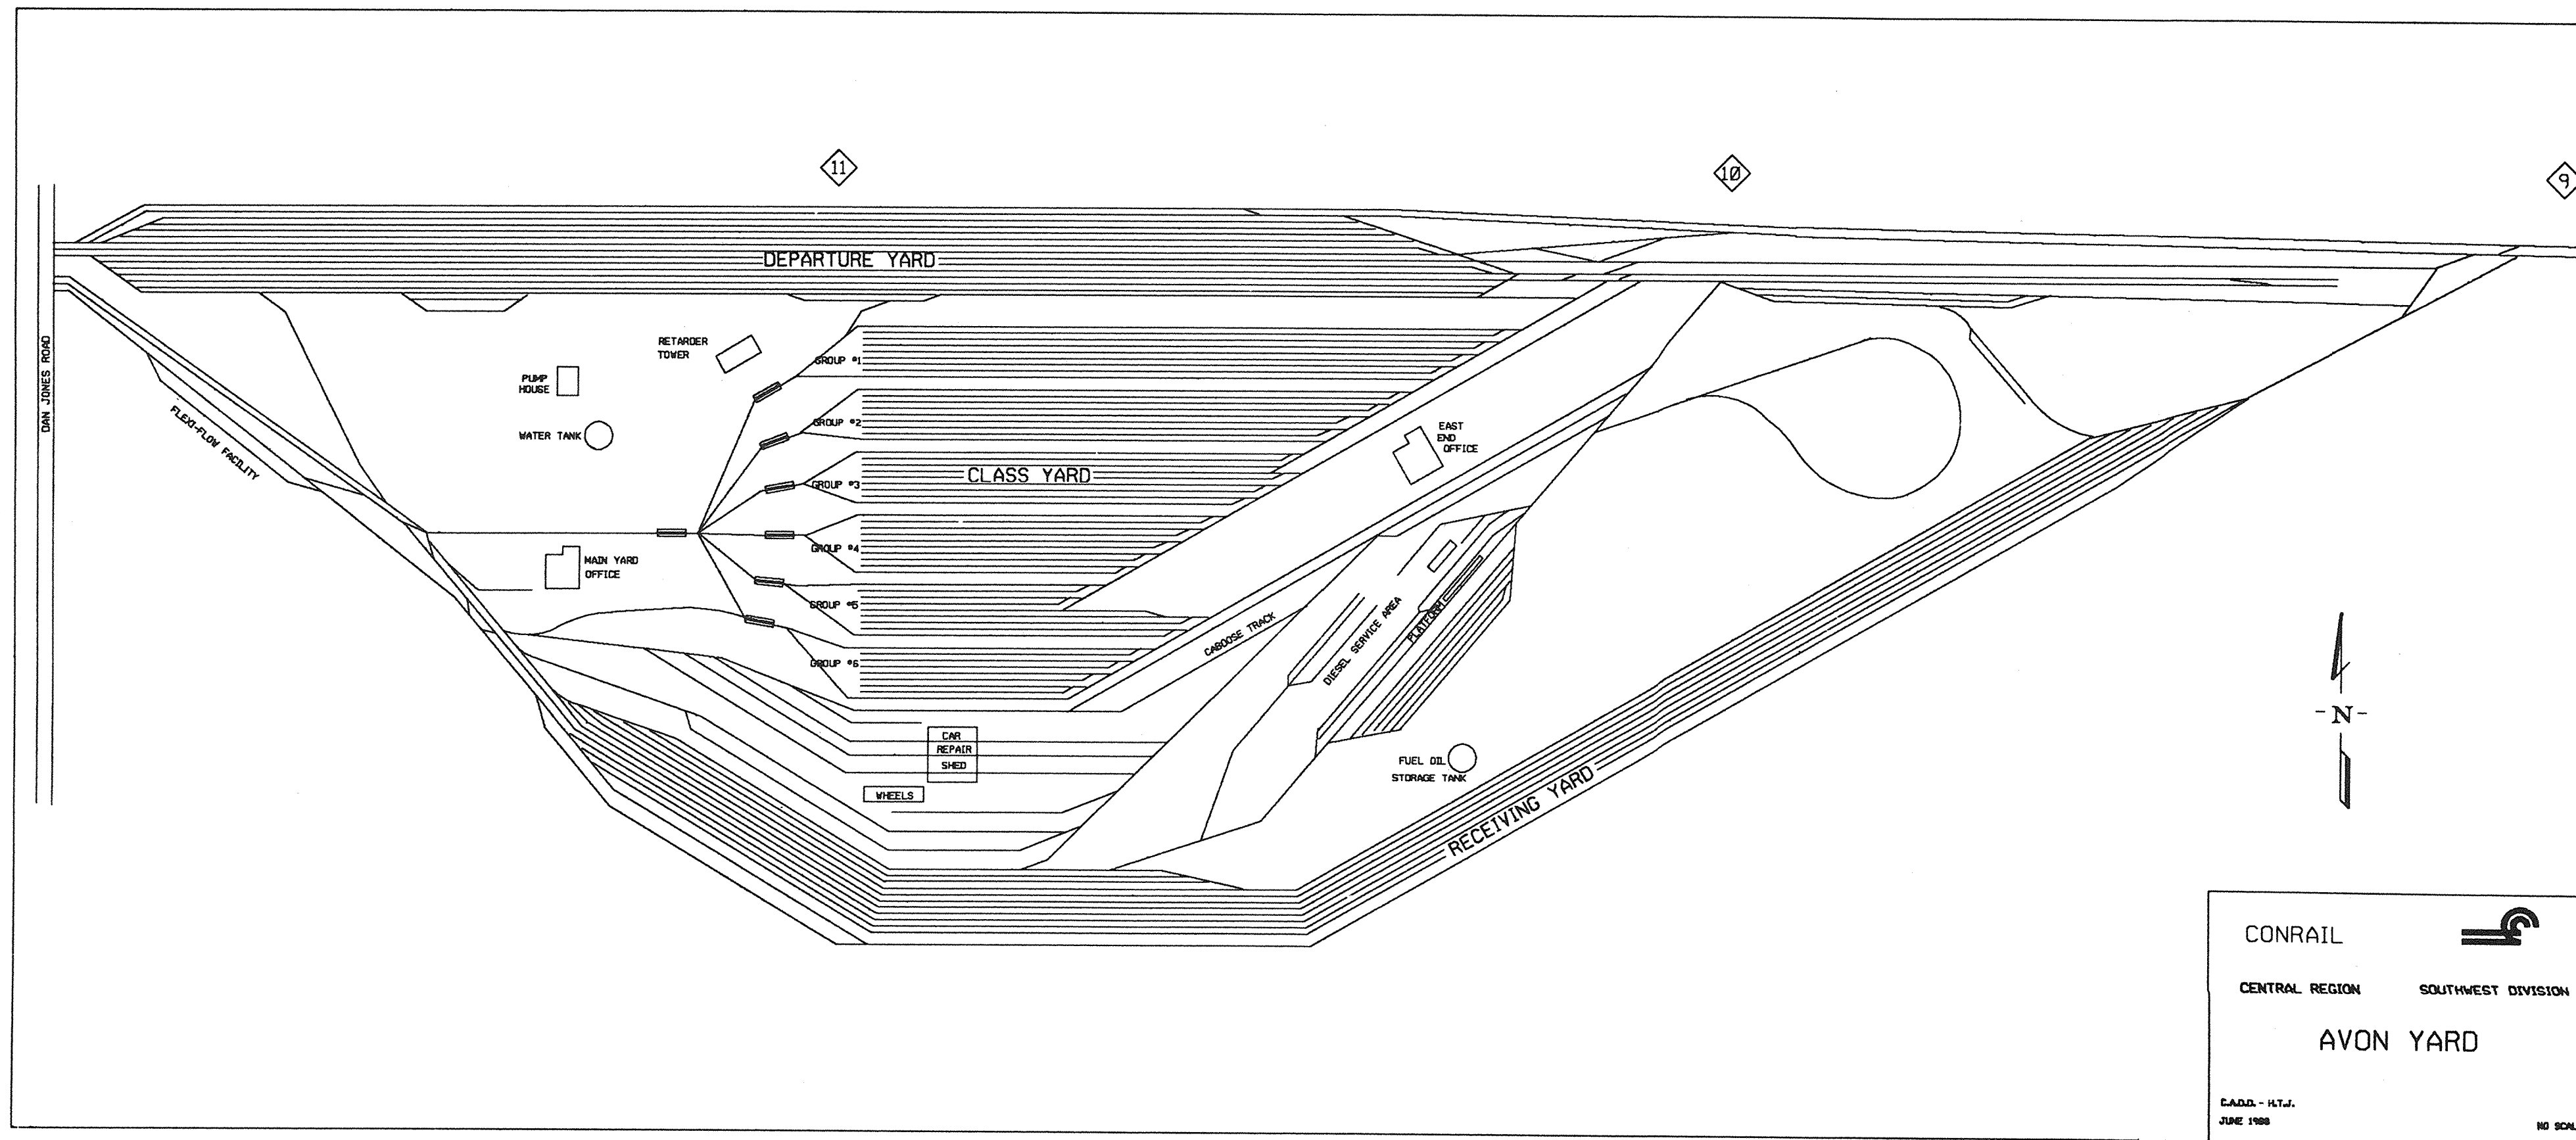 11
10
9
DEPARTURE YARD
DAN JONES ROAD
RETARDER
TOWER
GROUP #1
PUMP
HOUSE
WATER TANK
GROUP #2
FLEXI-FLOW FACILITY
EAST
END
OFFICE
CLASS YARD
GROUP #3
GROUP #4
MAIN YARD
OFFICE
GROUP #5
CABOOSE TRACK
DIESEL SERVICE AREA
PLATFORM
GROUP #6
CAR
REPAIR
SHED
WHEELS
FUEL OIL
STORAGE TANK
RECEIVING YARD
-N-
CONRAIL
CENTRAL REGION SOUTHWEST DIVISION
AVON YARD
C.A.D.D. - H.T.J.
JUNE 1988
NO